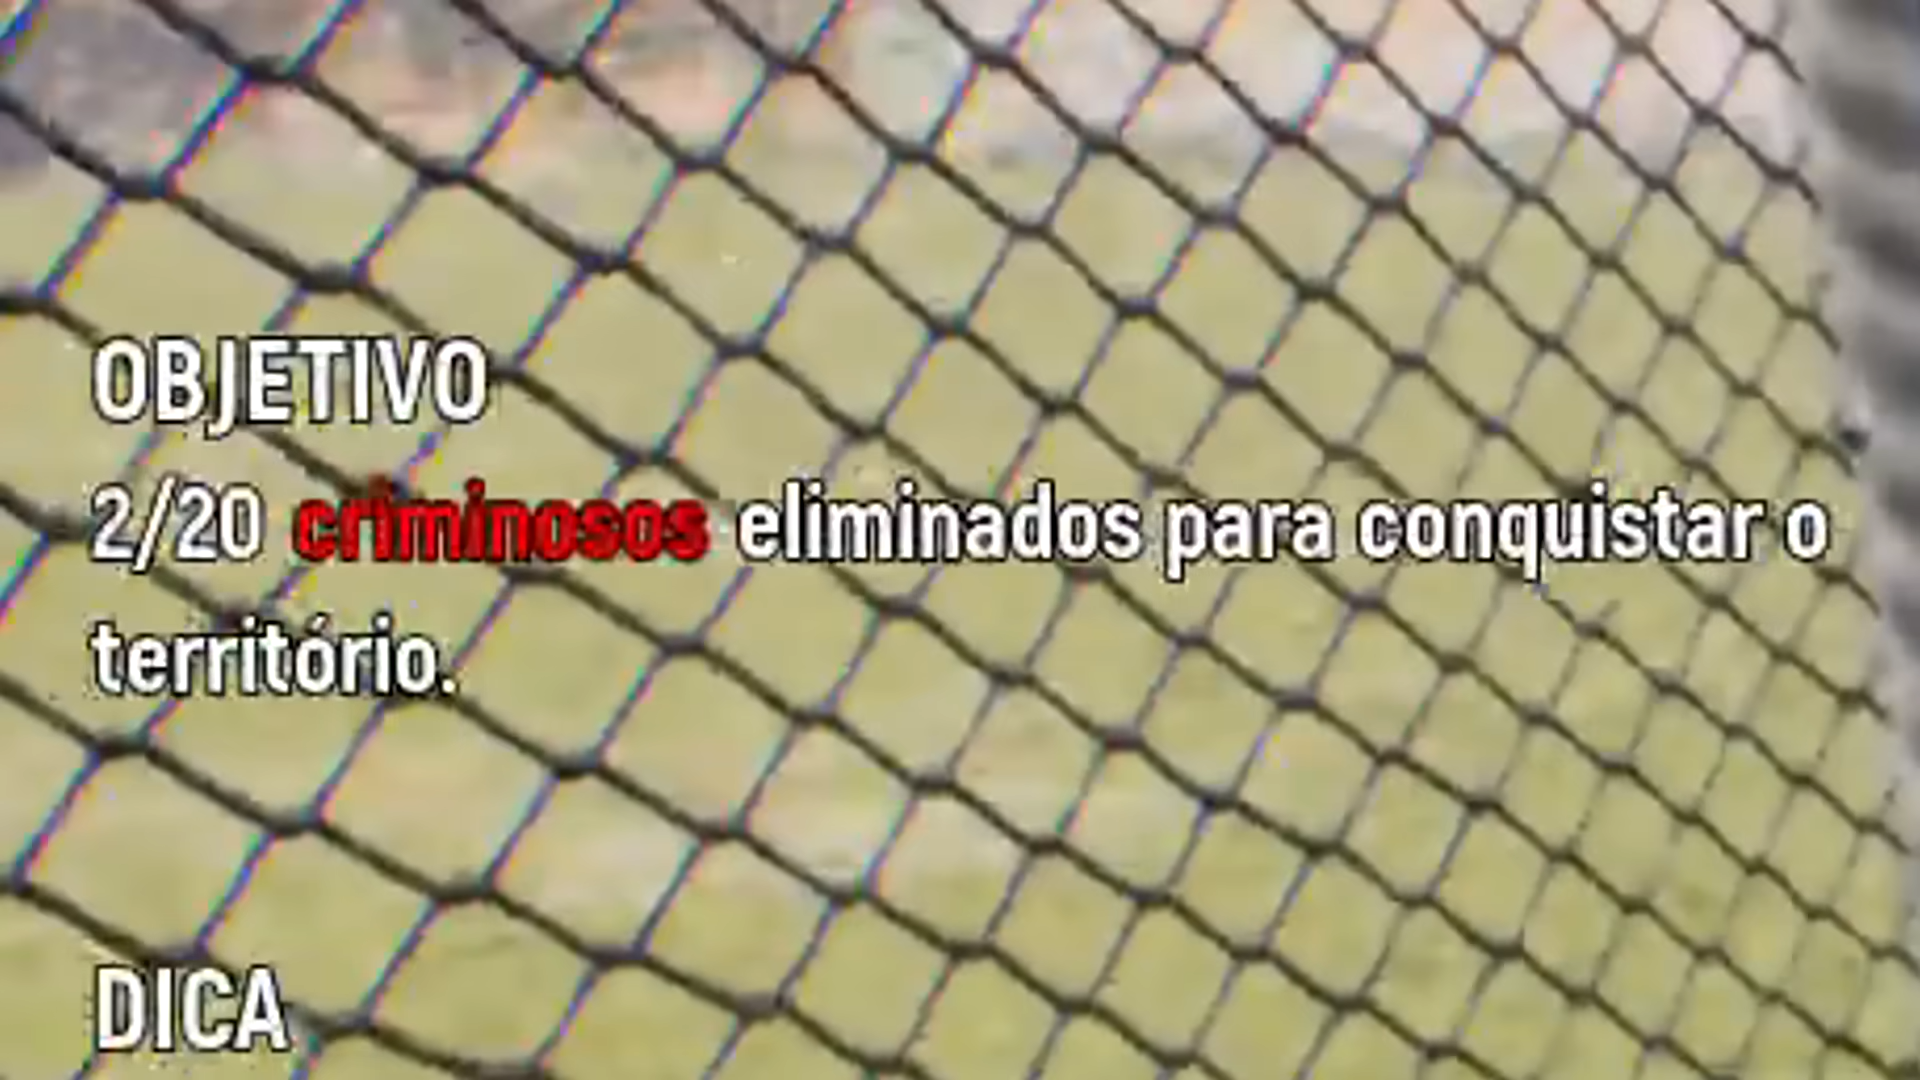 OBJETIVO
2/20 criminosos eliminados para conquistar o
território.
DICA